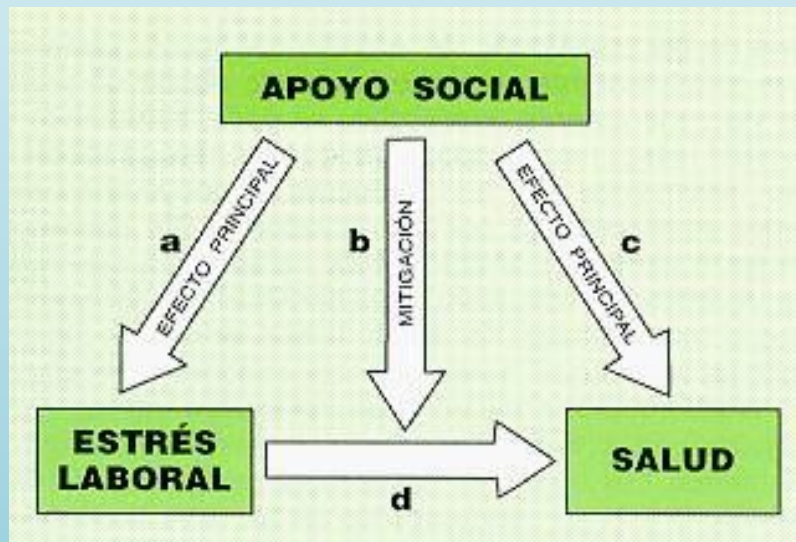 APOYO SOCIAL
a
EFECTO PRINCIPAL
b
MITIGACIÓN
EFECTO PRINCIPAL
c
ESTRÉS
LABORAL
d
SALUD